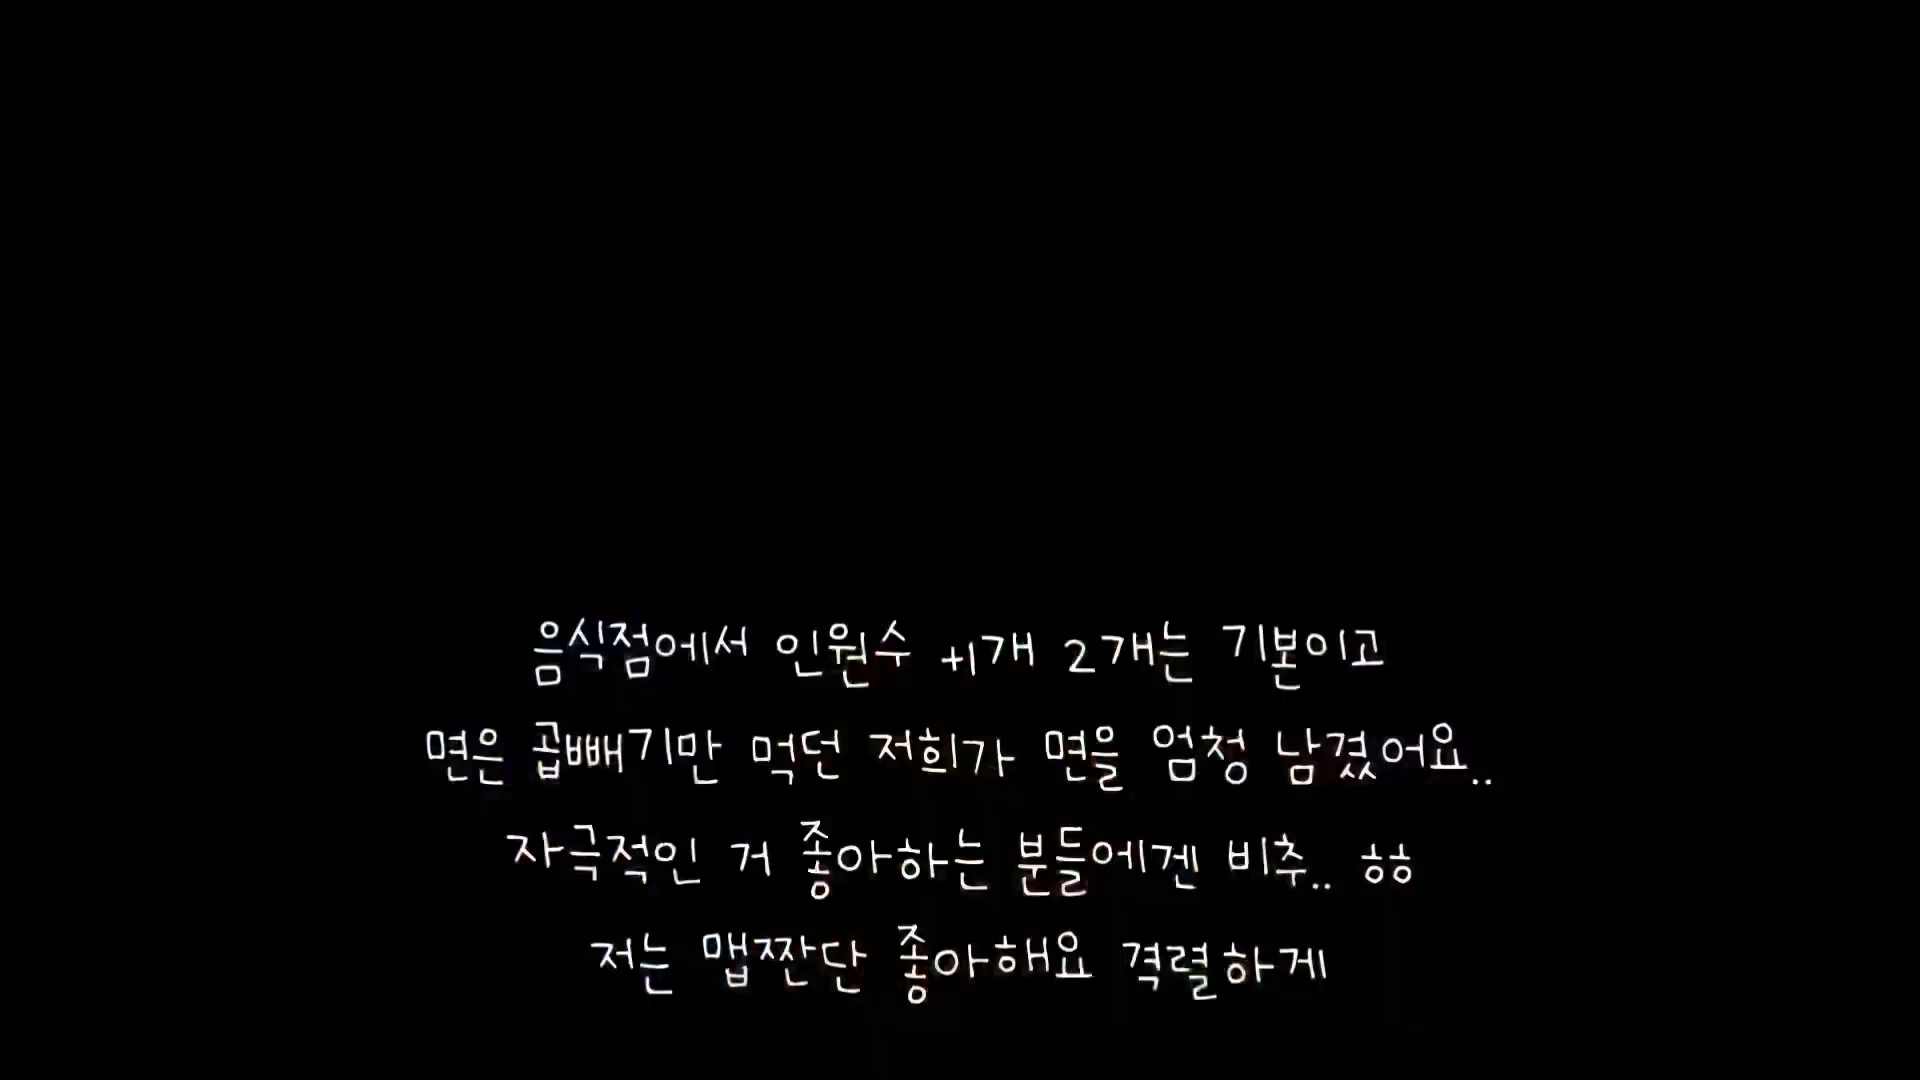 음식점에서 인원수 +1개 2개는 기본이고
면은 곱빼기만 먹던 저희가 면을 엄청 남겼어요..
자극적인 거 좋아하는 분들에겐 비추.. ㅎㅎ
저는 맵짠단 좋아해요 격렬하게